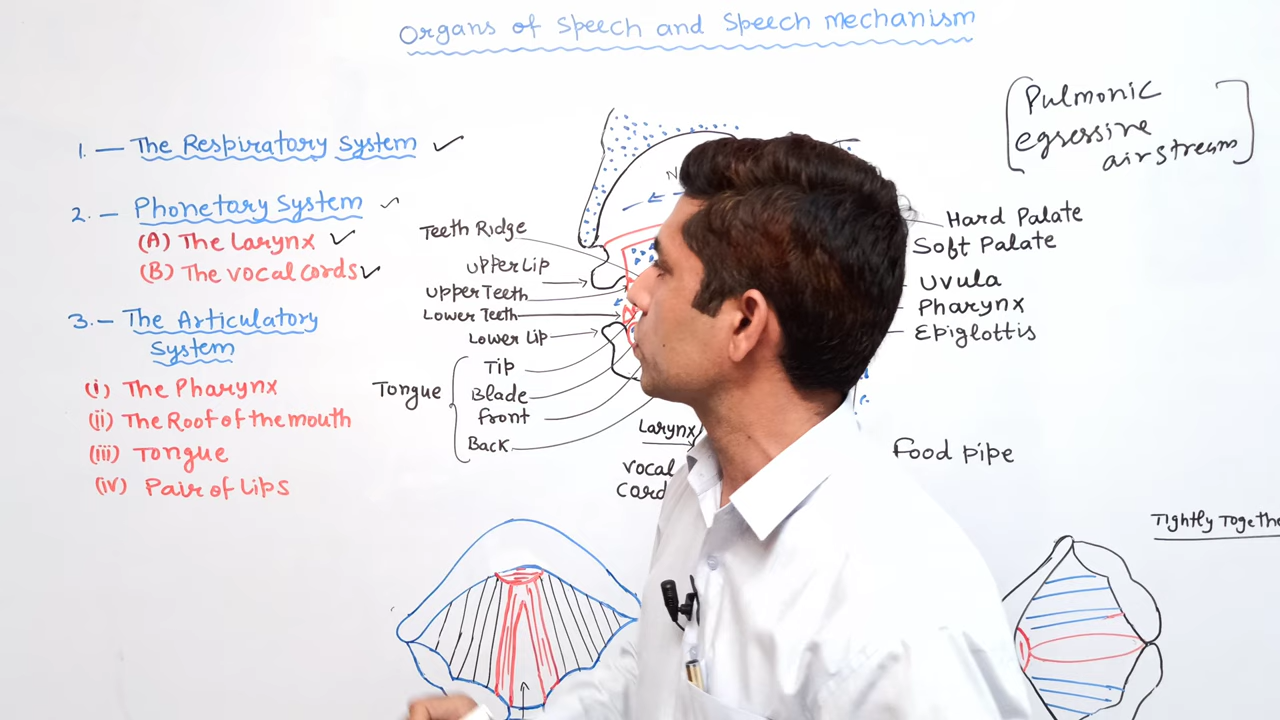 Organs of Speech and Speech mechanism
Pulmonic
egressive
airstream
1. — The Respiratory System ✓
2. – Phonetary System ✓
(A) The Larynx ✓
(B) The vocal cords ✓
3. – The Articulatory
System
(i) The Pharynx
(ii) The Roof of the mouth
(iii) Tongue
(iv) Pair of Lips
Teeth Ridge
Upper Lip
Upper Teeth
Lower Teeth
Lower Lip
Tongue
Tip
Blade
front
Back
Larynx
vocal
N
Hard Palate
Soft Palate
Uvula
Pharynx
Epiglottis
Food pipe